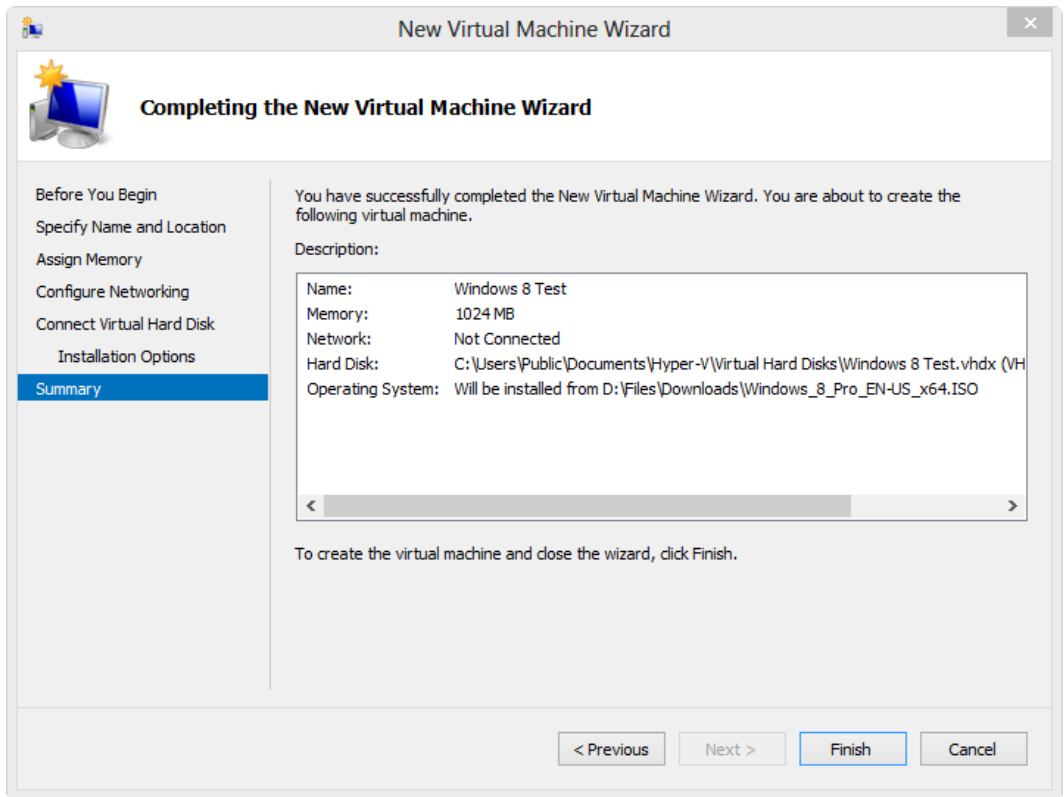 New Virtual Machine Wizard
Completing the New Virtual Machine Wizard
Before You Begin
Specify Name and Location
Assign Memory
Configure Networking
Connect Virtual Hard Disk
Installation Options
Summary
You have successfully completed the New Virtual Machine Wizard. You are about to create the
following virtual machine.
Description:
Name: Windows 8 Test
Memory: 1024 MB
Network: Not Connected
Hard Disk: C:\Users\Public\Documents\Hyper-V\Virtual Hard Disks\Windows 8 Test.vhdx (VH
Operating System: Will be installed from D:\Files\Downloads\Windows_8_Pro_EN-US_x64.ISO
To create the virtual machine and close the wizard, click Finish.
< Previous Next > Finish Cancel